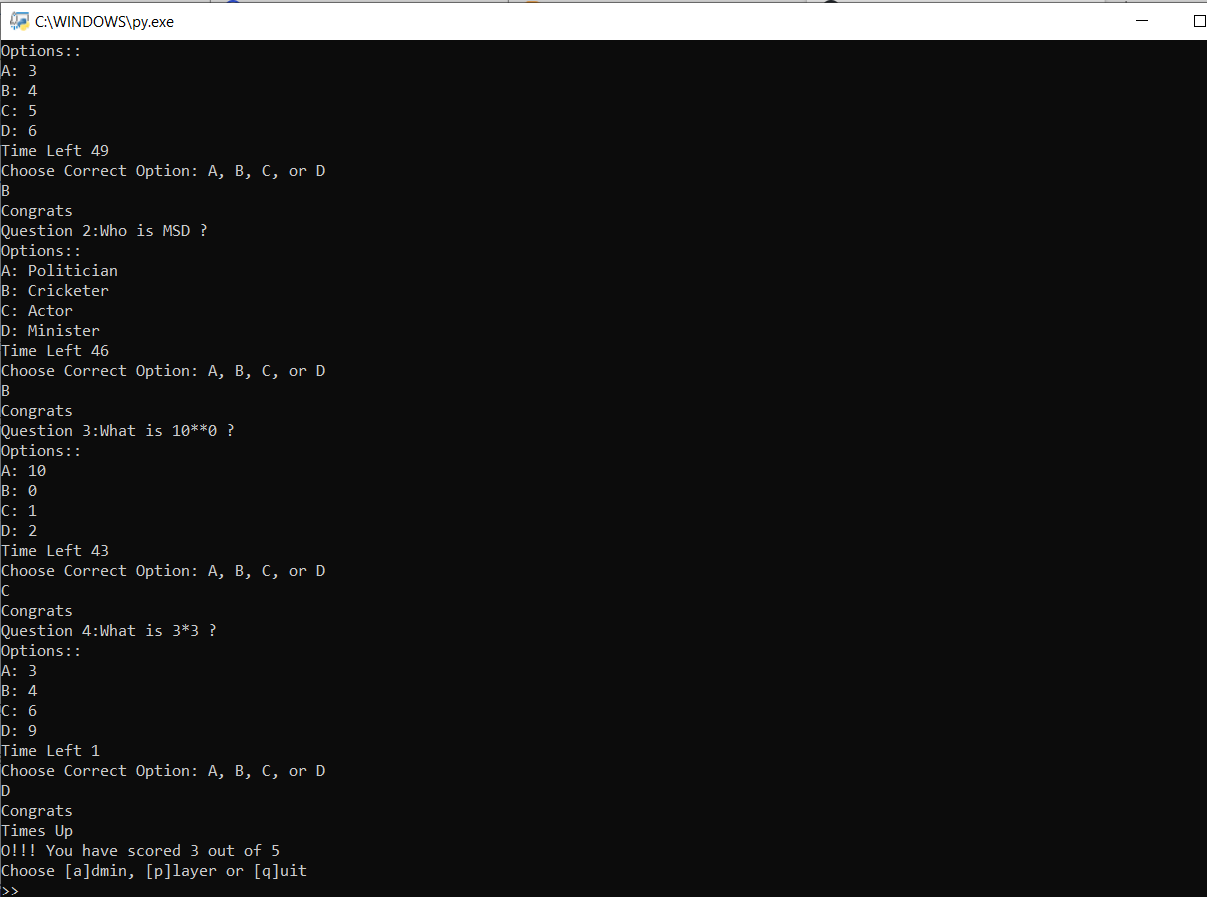 C:\WINDOWS\py.exe
Options::
A: 3
B: 4
C: 5
D: 6
Time Left 49
Choose Correct Option: A, B, C, or D
B
Congrats
Question 2:Who is MSD ?
Options::
A: Politician
B: Cricketer
C: Actor
D: Minister
Time Left 46
Choose Correct Option: A, B, C, or D
B
Congrats
Question 3:What is 10**0 ?
Options::
A: 10
B: 0
C: 1
D: 2
Time Left 43
Choose Correct Option: A, B, C, or D
C
Congrats
Question 4:What is 3*3 ?
Options::
A: 3
B: 4
C: 6
D: 9
Time Left 1
Choose Correct Option: A, B, C, or D
D
Congrats
Times Up
O!!! You have scored 3 out of 5
Choose [a]dmin, [p]layer or [q]uit
>>